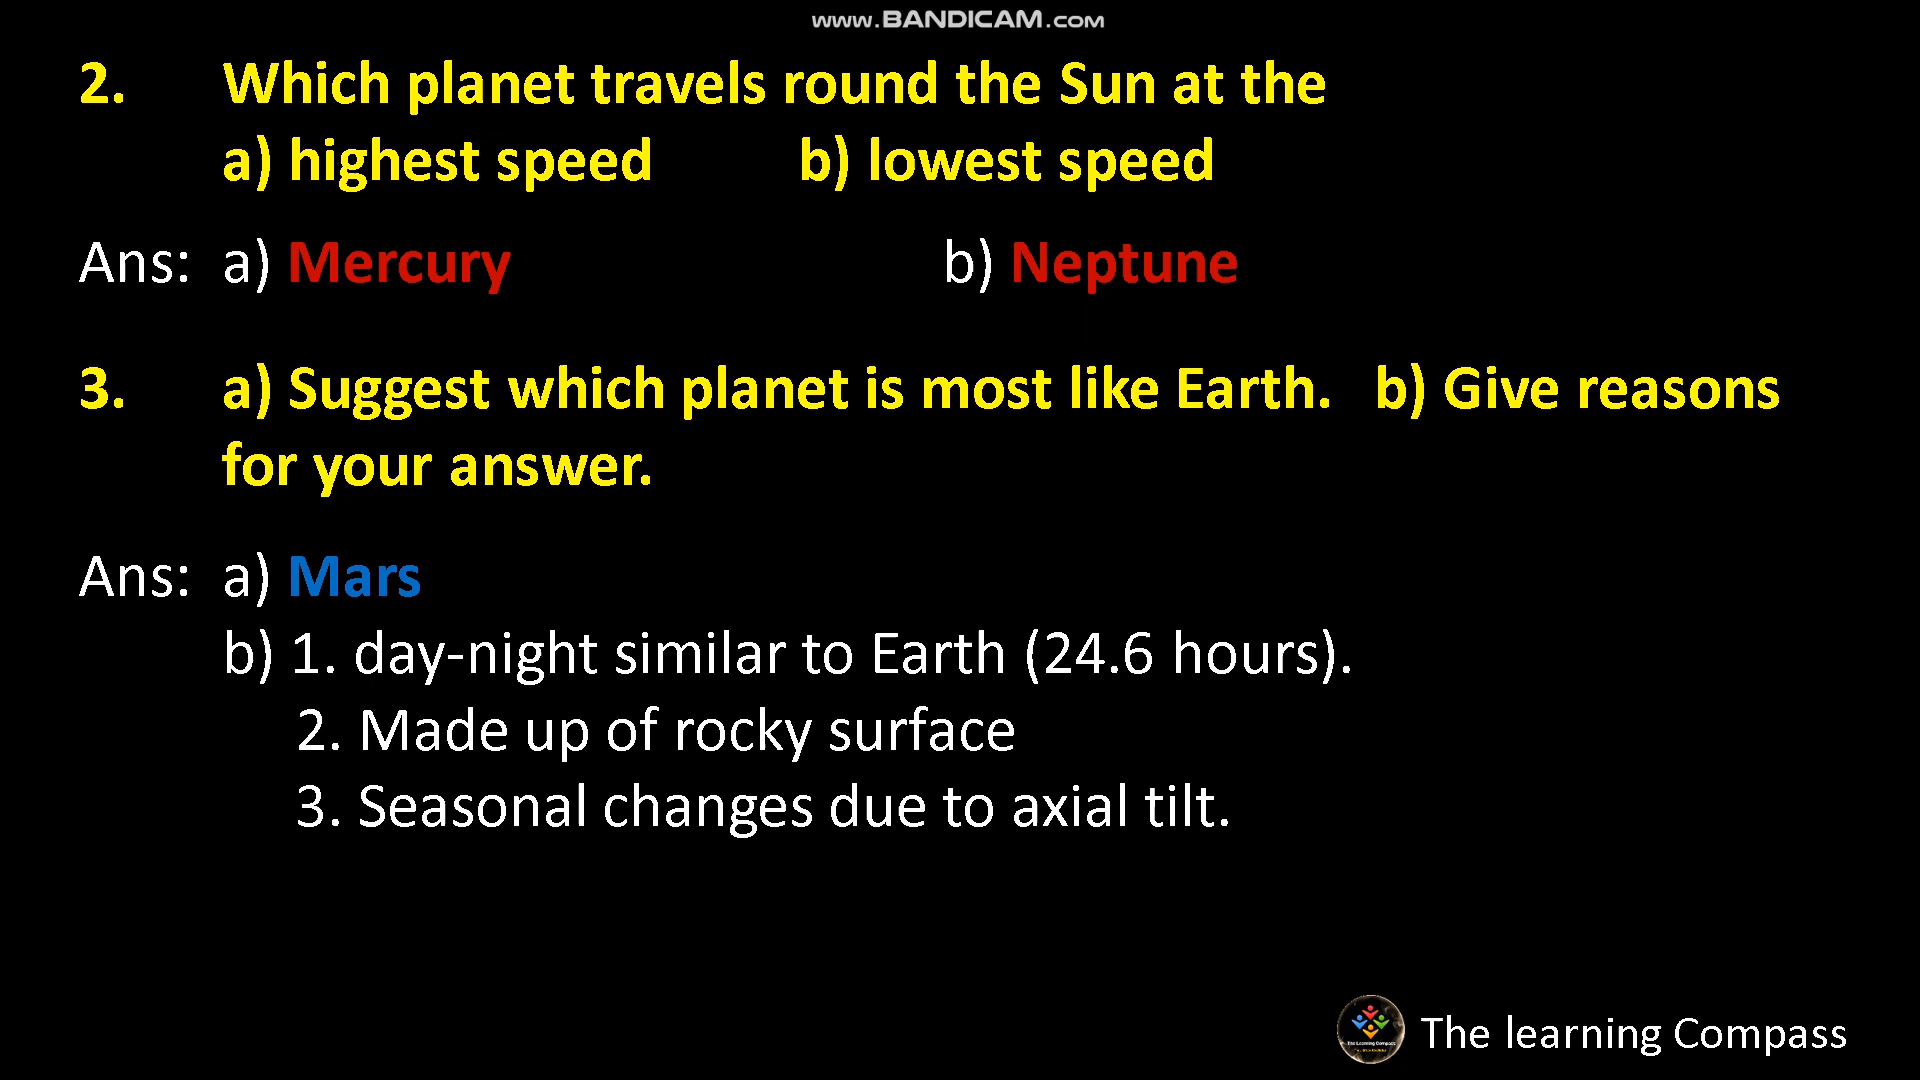 www.BANDICAM.com
2. Which planet travels round the Sun at the
a) highest speed b) lowest speed
Ans: a) Mercury b) Neptune
3. a) Suggest which planet is most like Earth. b) Give reasons
for your answer.
Ans: a) Mars
b) 1. day-night similar to Earth (24.6 hours).
2. Made up of rocky surface
3. Seasonal changes due to axial tilt.
The Learning Compass
The learning Compass